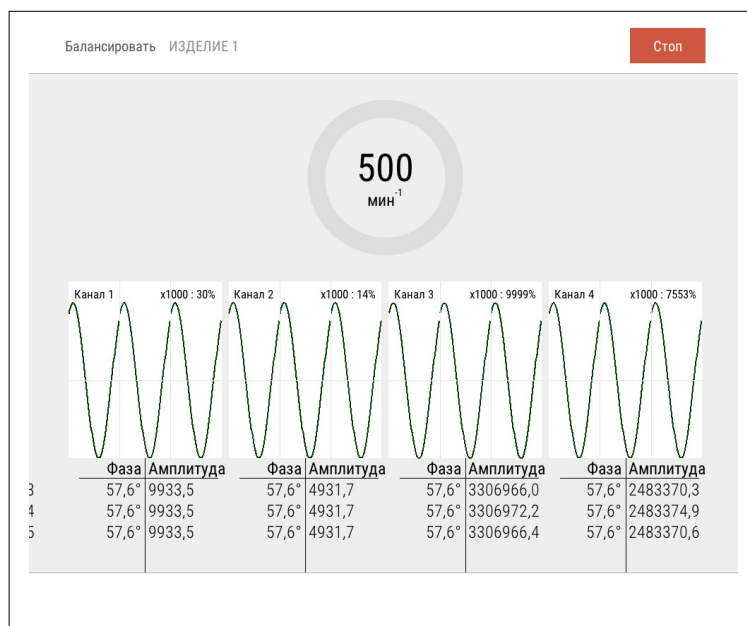 Балансировать ИЗДЕЛИЕ 1 Стоп
500
мин-1
Канал 1 x1000 : 30% Канал 2 x1000 : 14% Канал 3 x1000 : 9999% Канал 4 x1000 : 7553%
Фаза Амплитуда Фаза Амплитуда Фаза Амплитуда Фаза Амплитуда
3 57,6° 9933,5 57,6° 4931,7 57,6° 3306966,0 57,6° 2483370,3
4 57,6° 9933,5 57,6° 4931,7 57,6° 3306972,2 57,6° 2483374,9
5 57,6° 9933,5 57,6° 4931,7 57,6° 3306966,4 57,6° 2483370,6